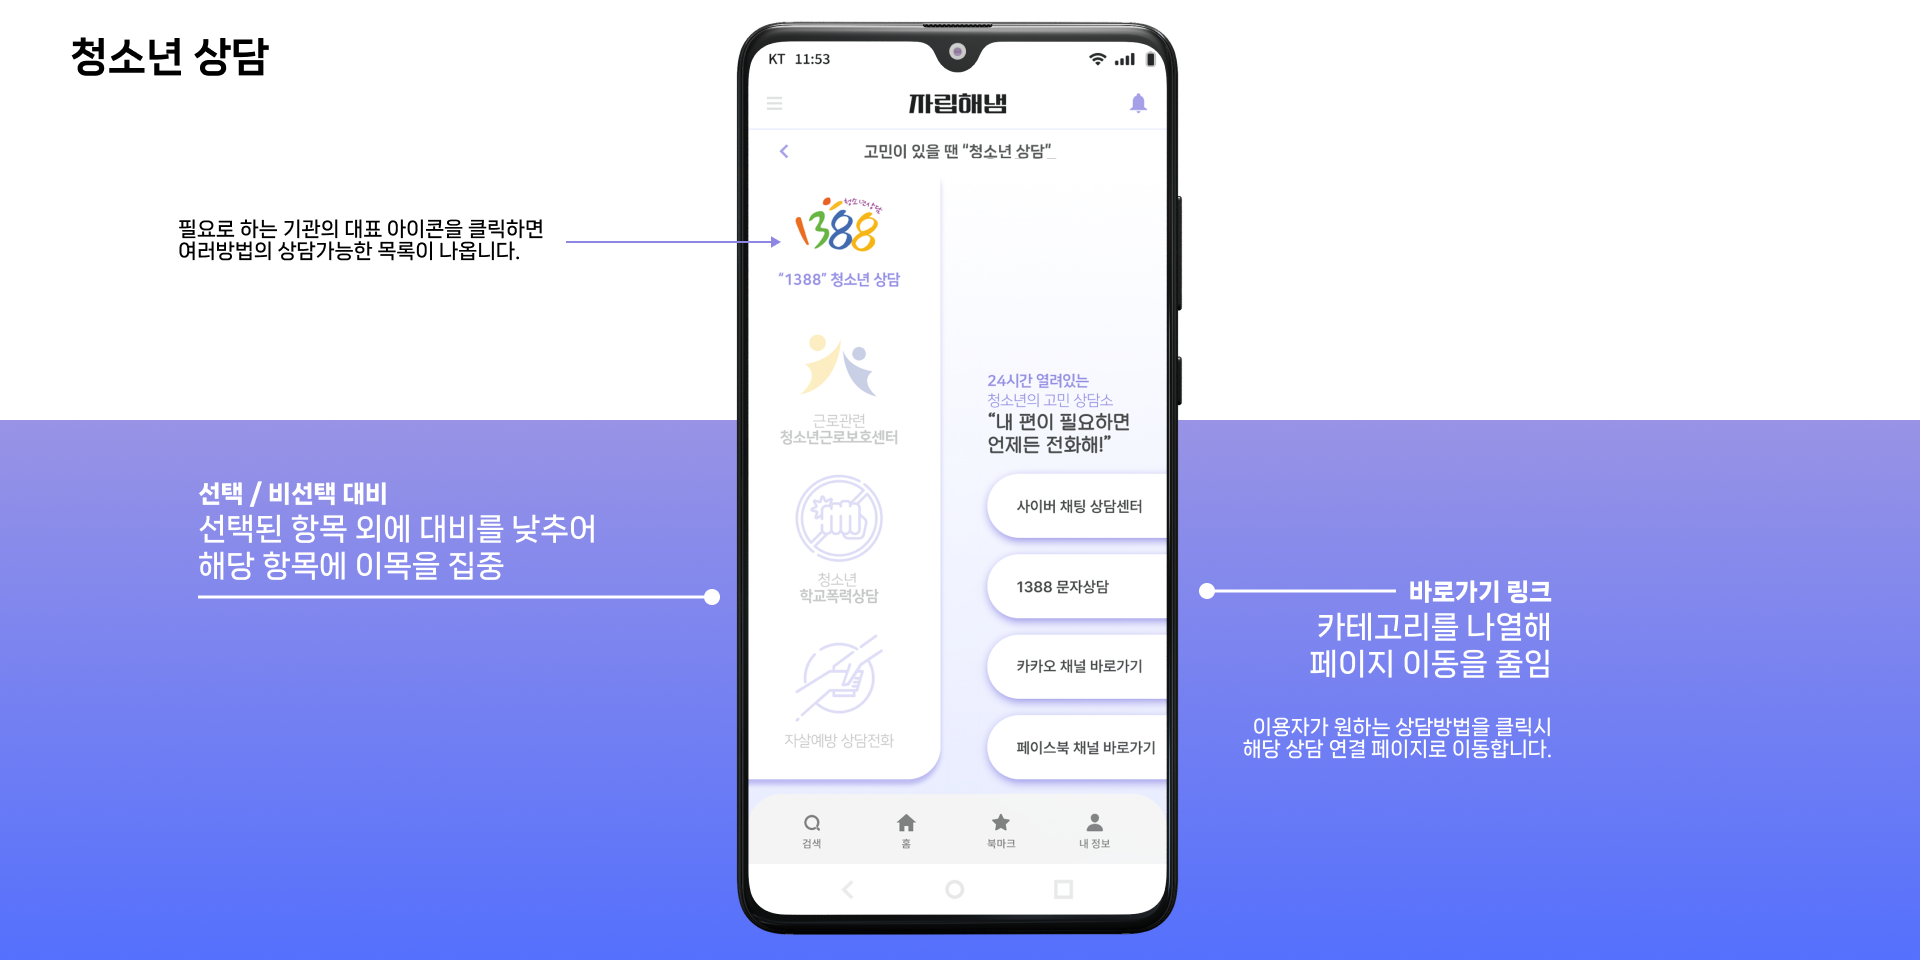 청소년 상담
필요로 하는 기관의 대표 아이콘을 클릭하면
여러방법의 상담가능한 목록이 나옵니다.
선택 / 비선택 대비
선택된 항목 외에 대비를 낮추어
해당 항목에 이목을 집중
KT 11:53
자립해냄
고민이 있을 땐 “청소년 상담”
청소년상담
1388
“1388” 청소년 상담
근로관련
청소년근로보호센터
청소년
학교폭력상담
자살예방 상담전화
24시간 열려있는
청소년의 고민 상담소
“내 편이 필요하면
언제든 전화해!”
사이버 채팅 상담센터
1388 문자상담
카카오 채널 바로가기
페이스북 채널 바로가기
검색
홈
북마크
내 정보
바로가기 링크
카테고리를 나열해
페이지 이동을 줄임
이용자가 원하는 상담방법을 클릭시
해당 상담 연결 페이지로 이동합니다.